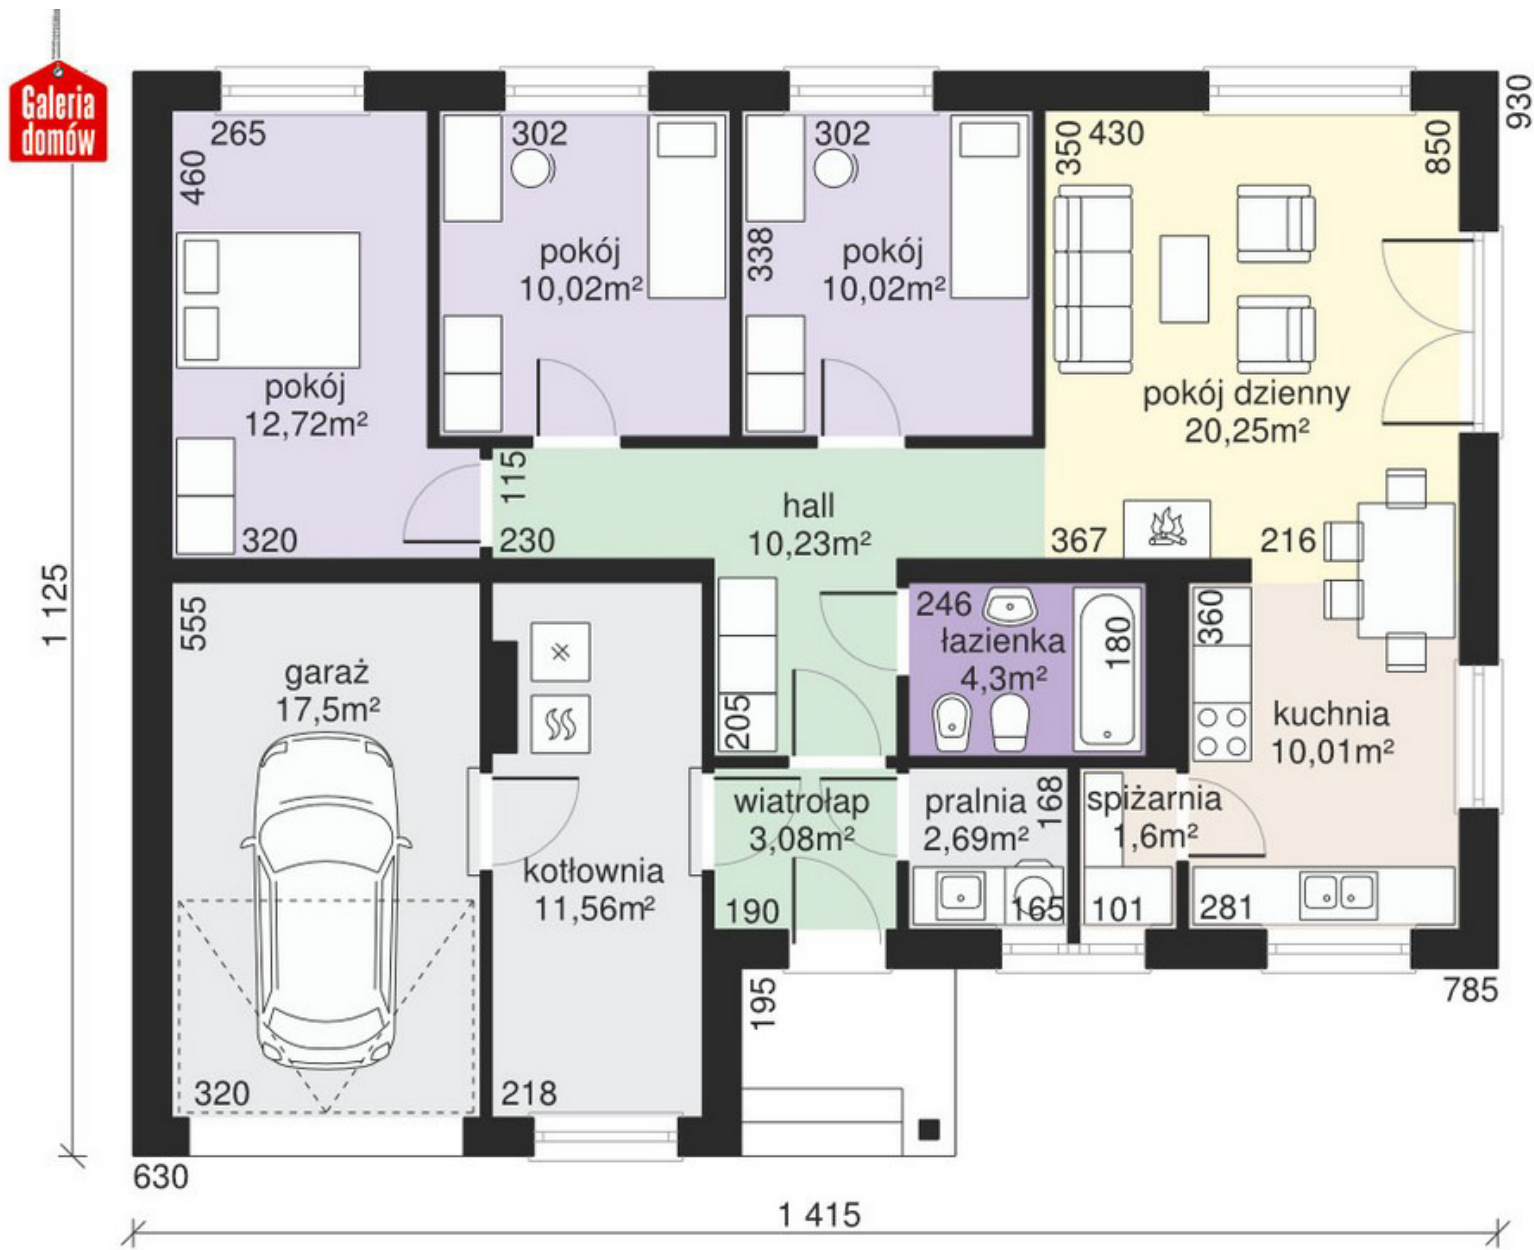 Galeria
domów
930
265
302
302
350
430
850
460
338
pokój
10,02m²
pokój
10,02m²
pokój
12,72m²
pokój dzienny
20,25m²
115
hall
10,23m²
320
230
367
216
1 125
555
246
łazienka
4,3m²
180
360
garaż
17,5m²
205
kuchnia
10,01m²
wiatrołap
3,08m²
pralnia
2,69m²
168
spiżarnia
1,6m²
kotłownia
11,56m²
190
165
101
281
195
785
320
218
630
1 415